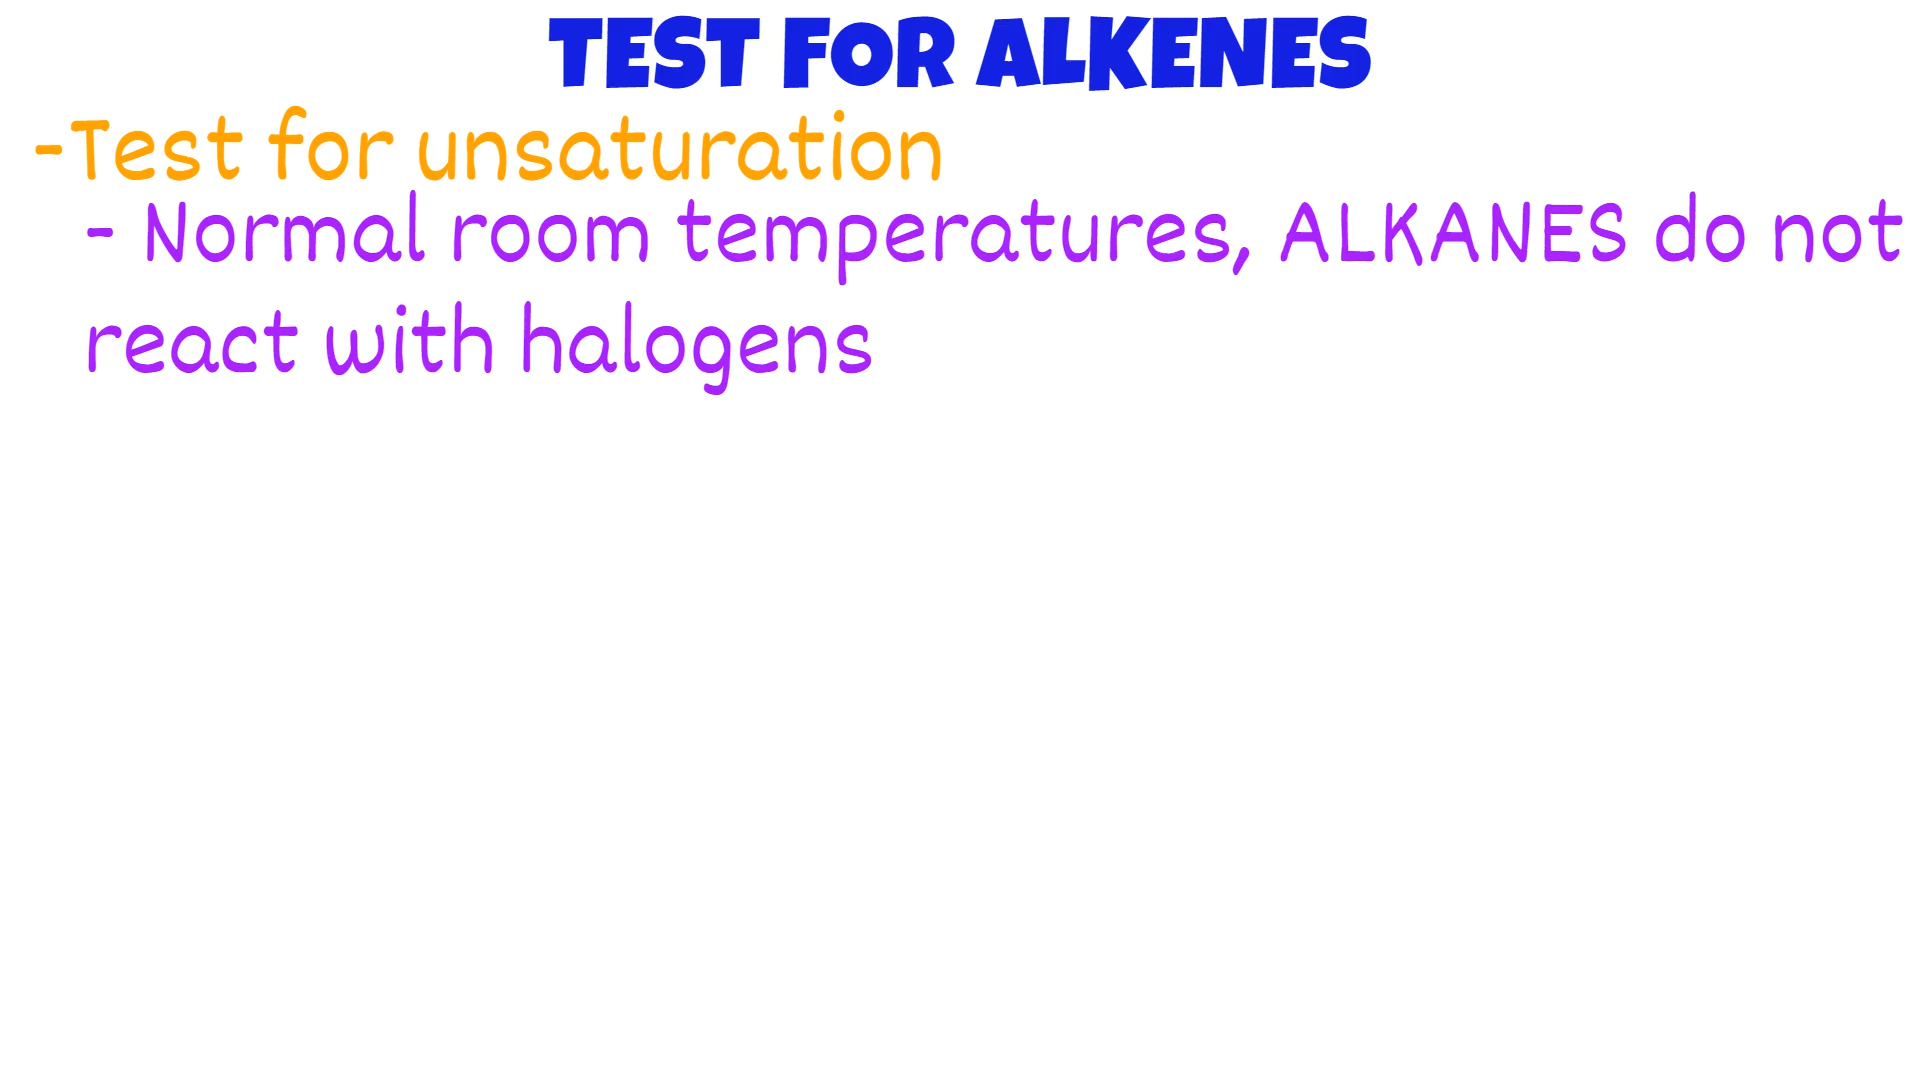 TEST FOR ALKENES
-Test for unsaturation
- Normal room temperatures, ALKANES do not
react with halogens